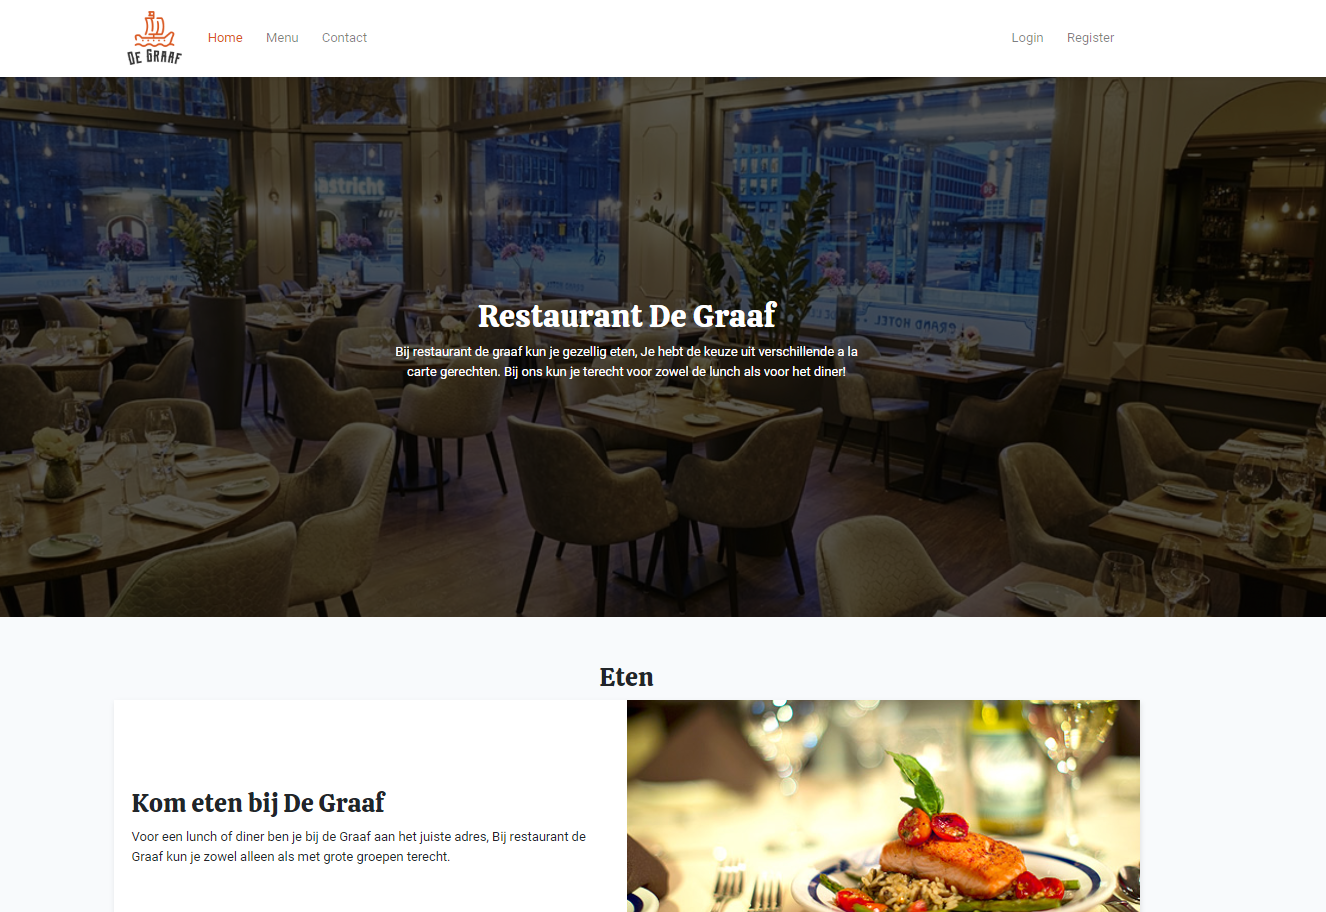 DE GRAAF
Home Menu Contact Login Register
astricht
GRAND HOTEL
Restaurant De Graaf
Bij restaurant de graaf kun je gezellig eten, Je hebt de keuze uit verschillende a la
carte gerechten. Bij ons kun je terecht voor zowel de lunch als voor het diner!
Eten
Kom eten bij De Graaf
Voor een lunch of diner ben je bij de Graaf aan het juiste adres, Bij restaurant de
Graaf kun je zowel alleen als met grote groepen terecht.